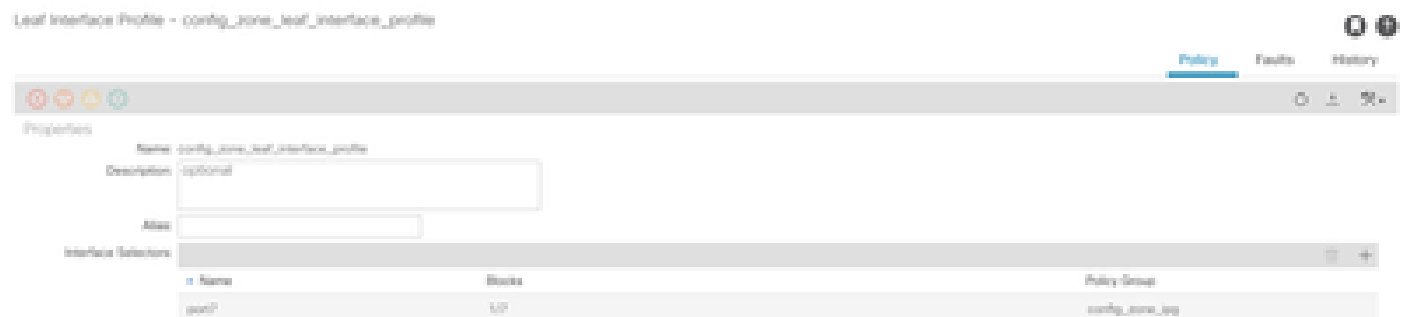 Leaf Interface Profile - config_zone_leaf_interface_profile
Policy Faults History
Properties
Name: config_zone_leaf_interface_profile
Description: optional
Alias:
Interface Selectors:
Name Blocks Policy Group
port7 1/7 config_zone_ipg